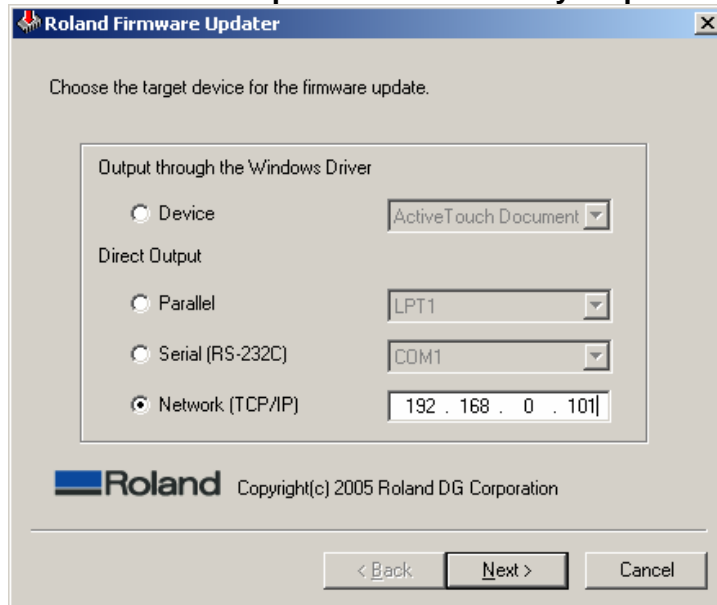 Roland Firmware Updater
Choose the target device for the firmware update.
Output through the Windows Driver
Device ActiveTouch Document
Direct Output
Parallel LPT1
Serial (RS-232C) COM1
Network (TCP/IP) 192 . 168 . 0 . 101
Roland Copyright(c) 2005 Roland DG Corporation
< Back Next > Cancel